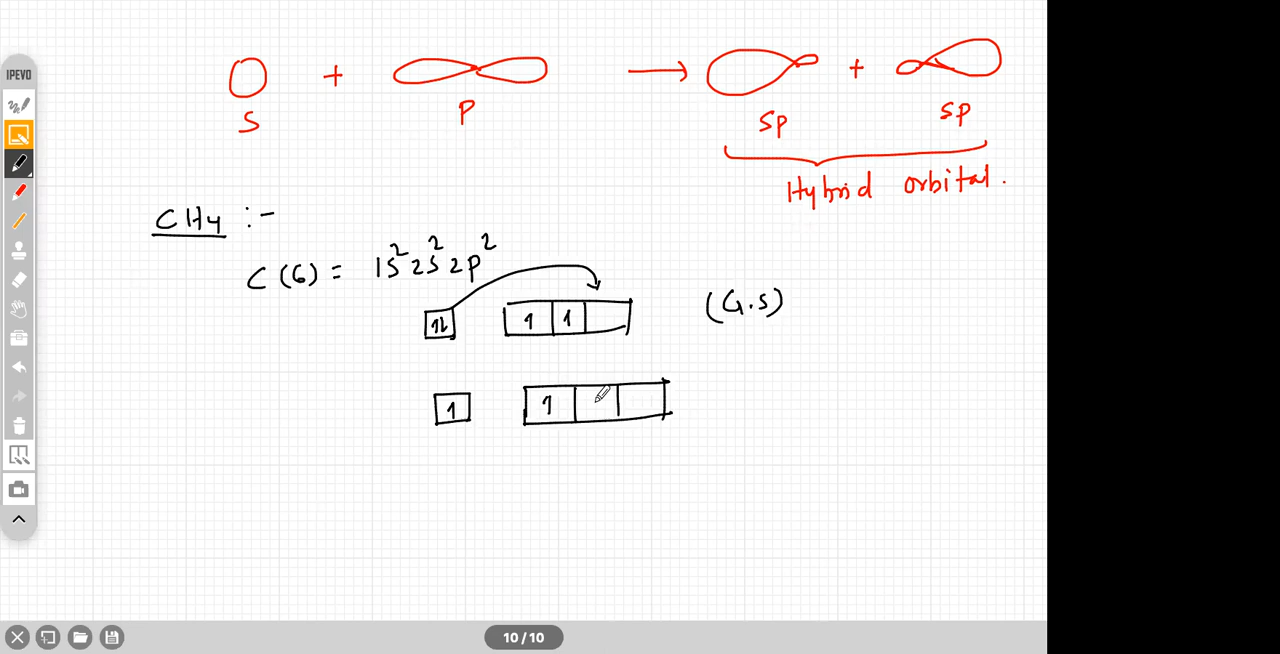 IPEVO
S + P → SP + SP
Hybrid orbital.
CH4 :-
C (6) = 1S² 2S² 2P²
1⇂ 1 1 (G.S)
1 1
10 / 10